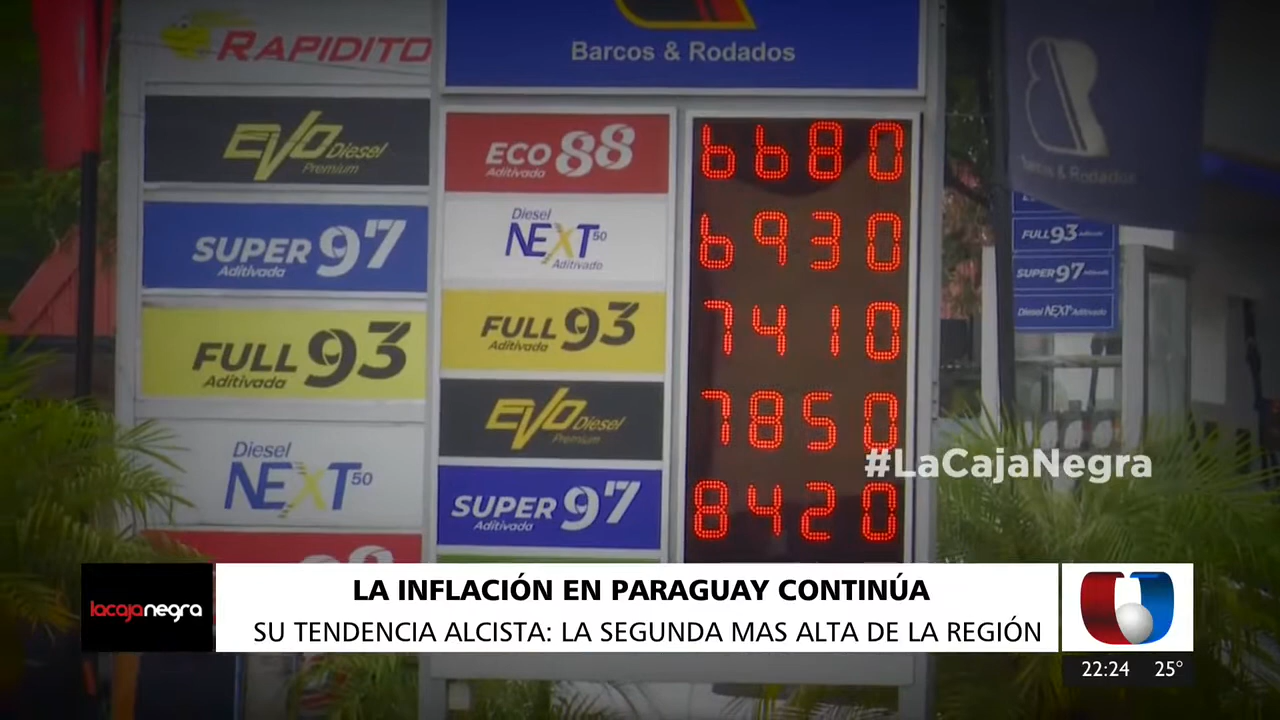 RAPIDITO
Barcos & Rodados
EVO Diesel
Premium
SUPER 97
Aditivada
FULL 93
Aditivada
Diesel
NEXT 50
ECO 88
Aditivada
6680
Diesel
NEXT 50
Aditivado
6930
FULL 93
Aditivada
7410
EVO Diesel
Premium
7850
SUPER 97
Aditivada
8420
Barcos & Rodados
FULL 93
SUPER 97
Diesel NEXT Aditivado
#LaCajaNegra
lacajanegra
LA INFLACIÓN EN PARAGUAY CONTINÚA
SU TENDENCIA ALCISTA: LA SEGUNDA MAS ALTA DE LA REGIÓN
22:24 25°